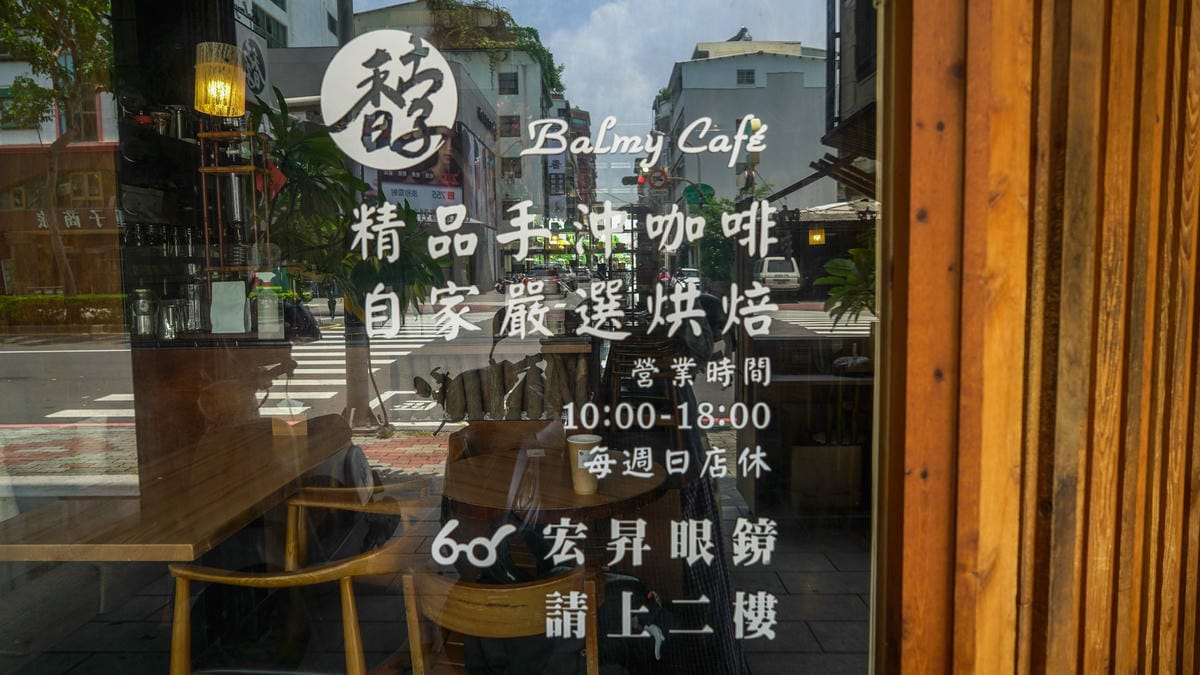 馞
Balmy Café
精品手沖咖啡
自家嚴選烘焙
營業時間
10:00-18:00
每週日店休
宏昇眼鏡
請上二樓